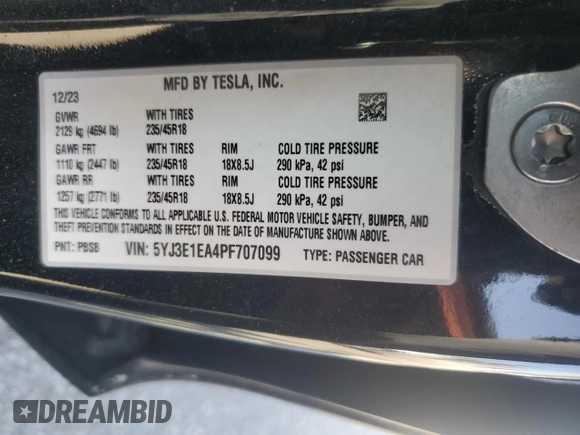 MFD BY TESLA, INC.
12/23
GVWR WITH TIRES
2129 kg (4694 lb) 235/45R18
GAWR FRT WITH TIRES RIM COLD TIRE PRESSURE
1110 kg (2447 lb) 235/45R18 18X8.5J 290 kPa, 42 psi
GAWR RR WITH TIRES RIM COLD TIRE PRESSURE
1257 kg (2771 lb) 235/45R18 18X8.5J 290 kPa, 42 psi
THIS VEHICLE CONFORMS TO ALL APPLICABLE U.S. FEDERAL MOTOR VEHICLE SAFETY, BUMPER, AND
THEFT PREVENTION STANDARDS IN EFFECT ON THE DATE OF MANUFACTURE SHOWN ABOVE.
PNT: PBSB VIN: 5YJ3E1EA4PF707099 TYPE: PASSENGER CAR
DREAMBID